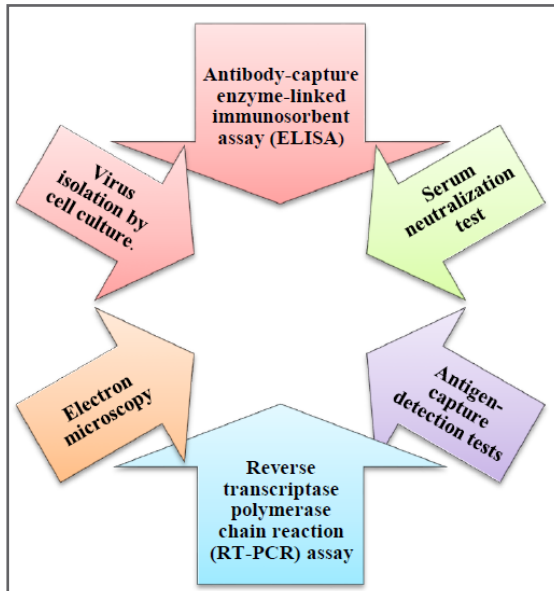 Antibody-capture
enzyme-linked
immunosorbent
assay (ELISA)
Virus
isolation by
cell culture.
Serum
neutralization
test
Electron
microscopy
Antigen-
capture
detection tests
Reverse
transcriptase
polymerase
chain reaction
(RT-PCR) assay